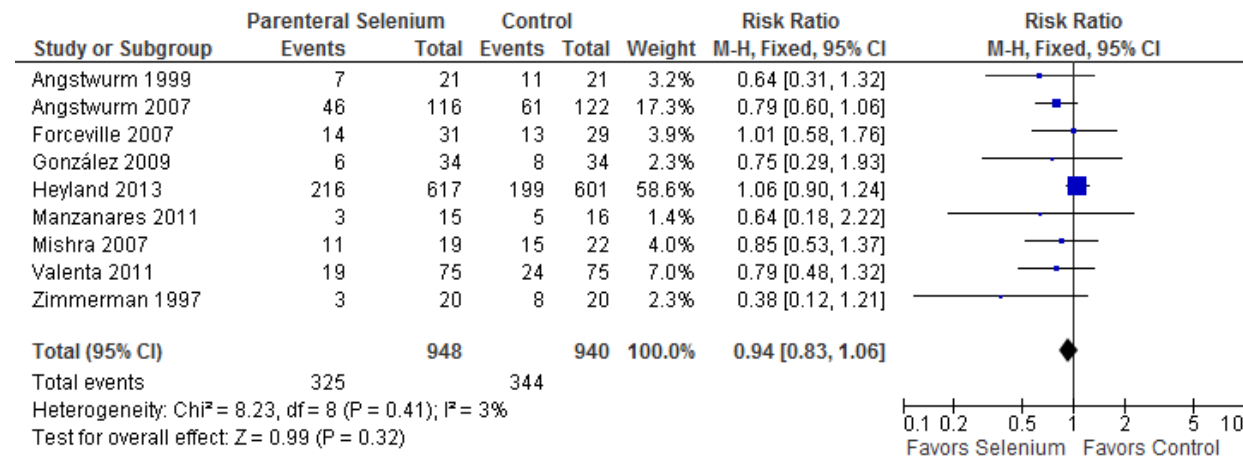 Parenteral Selenium Control Risk Ratio Risk Ratio
Study or Subgroup Events Total Events Total Weight M-H, Fixed, 95% CI M-H, Fixed, 95% CI
Angstwurm 1999 7 21 11 21 3.2% 0.64 [0.31, 1.32]
Angstwurm 2007 46 116 61 122 17.3% 0.79 [0.60, 1.06]
Forceville 2007 14 31 13 29 3.9% 1.01 [0.58, 1.76]
González 2009 6 34 8 34 2.3% 0.75 [0.29, 1.93]
Heyland 2013 216 617 199 601 58.6% 1.06 [0.90, 1.24]
Manzanares 2011 3 15 5 16 1.4% 0.64 [0.18, 2.22]
Mishra 2007 11 19 15 22 4.0% 0.85 [0.53, 1.37]
Valenta 2011 19 75 24 75 7.0% 0.79 [0.48, 1.32]
Zimmerman 1997 3 20 8 20 2.3% 0.38 [0.12, 1.21]
Total (95% CI) 948 940 100.0% 0.94 [0.83, 1.06]
Total events 325 344
Heterogeneity: Chi² = 8.23, df = 8 (P = 0.41); I² = 3%
Test for overall effect: Z = 0.99 (P = 0.32)
0.1 0.2 0.5 1 2 5 10
Favors Selenium Favors Control